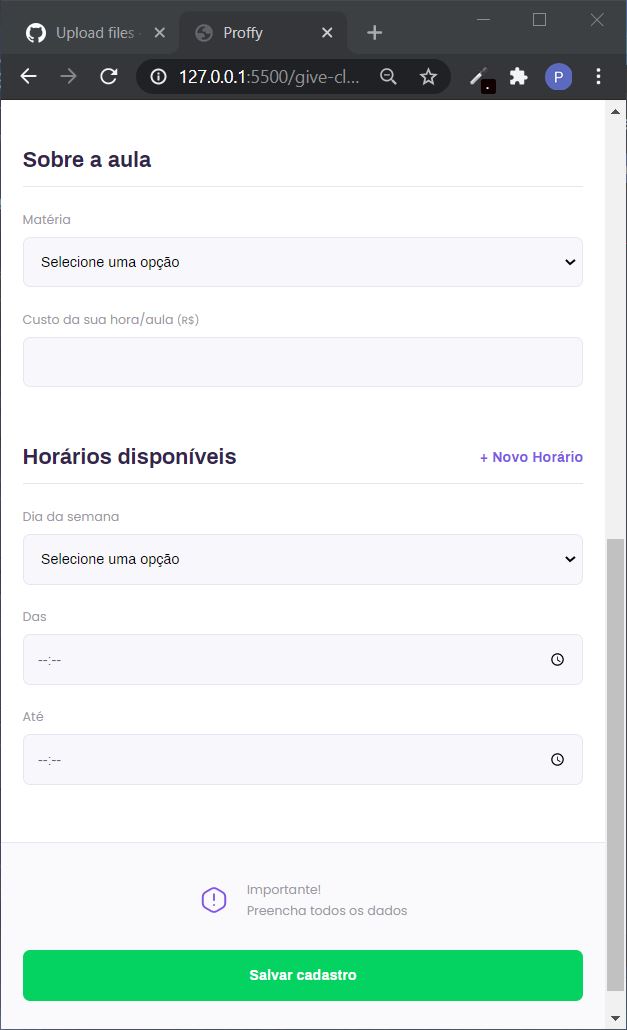 Upload files
Proffy
127.0.0.1:5500/give-cl...
P
Sobre a aula
Matéria
Selecione uma opção
Custo da sua hora/aula (R$)
Horários disponíveis
+ Novo Horário
Dia da semana
Selecione uma opção
Das
--:--
Até
--:--
Importante!
Preencha todos os dados
Salvar cadastro